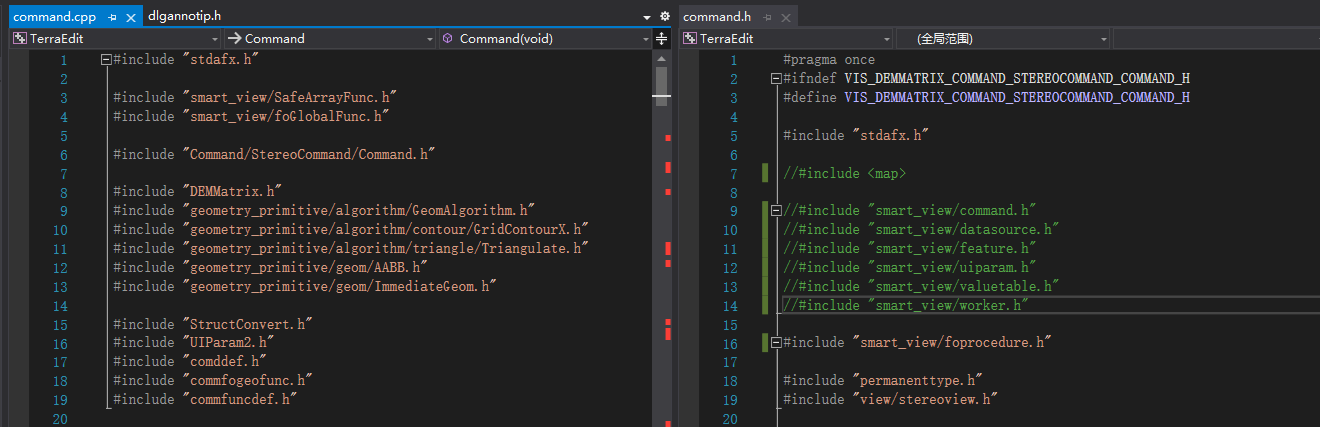 command.cpp dlgannotip.h
TerraEdit Command Command(void)
1 #include "stdafx.h"
2
3 #include "smart_view/SafeArrayFunc.h"
4 #include "smart_view/foGlobalFunc.h"
5
6 #include "Command/StereoCommand/Command.h"
7
8 #include "DEMMatrix.h"
9 #include "geometry_primitive/algorithm/GeomAlgorithm.h"
10 #include "geometry_primitive/algorithm/contour/GridContourX.h"
11 #include "geometry_primitive/algorithm/triangle/Triangulate.h"
12 #include "geometry_primitive/geom/AABB.h"
13 #include "geometry_primitive/geom/ImmediateGeom.h"
14
15 #include "StructConvert.h"
16 #include "UIParam2.h"
17 #include "comddef.h"
18 #include "commfogeofunc.h"
19 #include "commfuncdef.h"
20
command.h
TerraEdit (全局范围)
1 #pragma once
2 #ifndef VIS_DEMMATRIX_COMMAND_STEREOCOMMAND_COMMAND_H
3 #define VIS_DEMMATRIX_COMMAND_STEREOCOMMAND_COMMAND_H
4
5 #include "stdafx.h"
6
7 //#include <map>
8
9 //#include "smart_view/command.h"
10 //#include "smart_view/datasource.h"
11 //#include "smart_view/feature.h"
12 //#include "smart_view/uiparam.h"
13 //#include "smart_view/valuetable.h"
14 //#include "smart_view/worker.h"
15
16 #include "smart_view/foprocedure.h"
17
18 #include "permanenttype.h"
19 #include "view/stereoview.h"
20